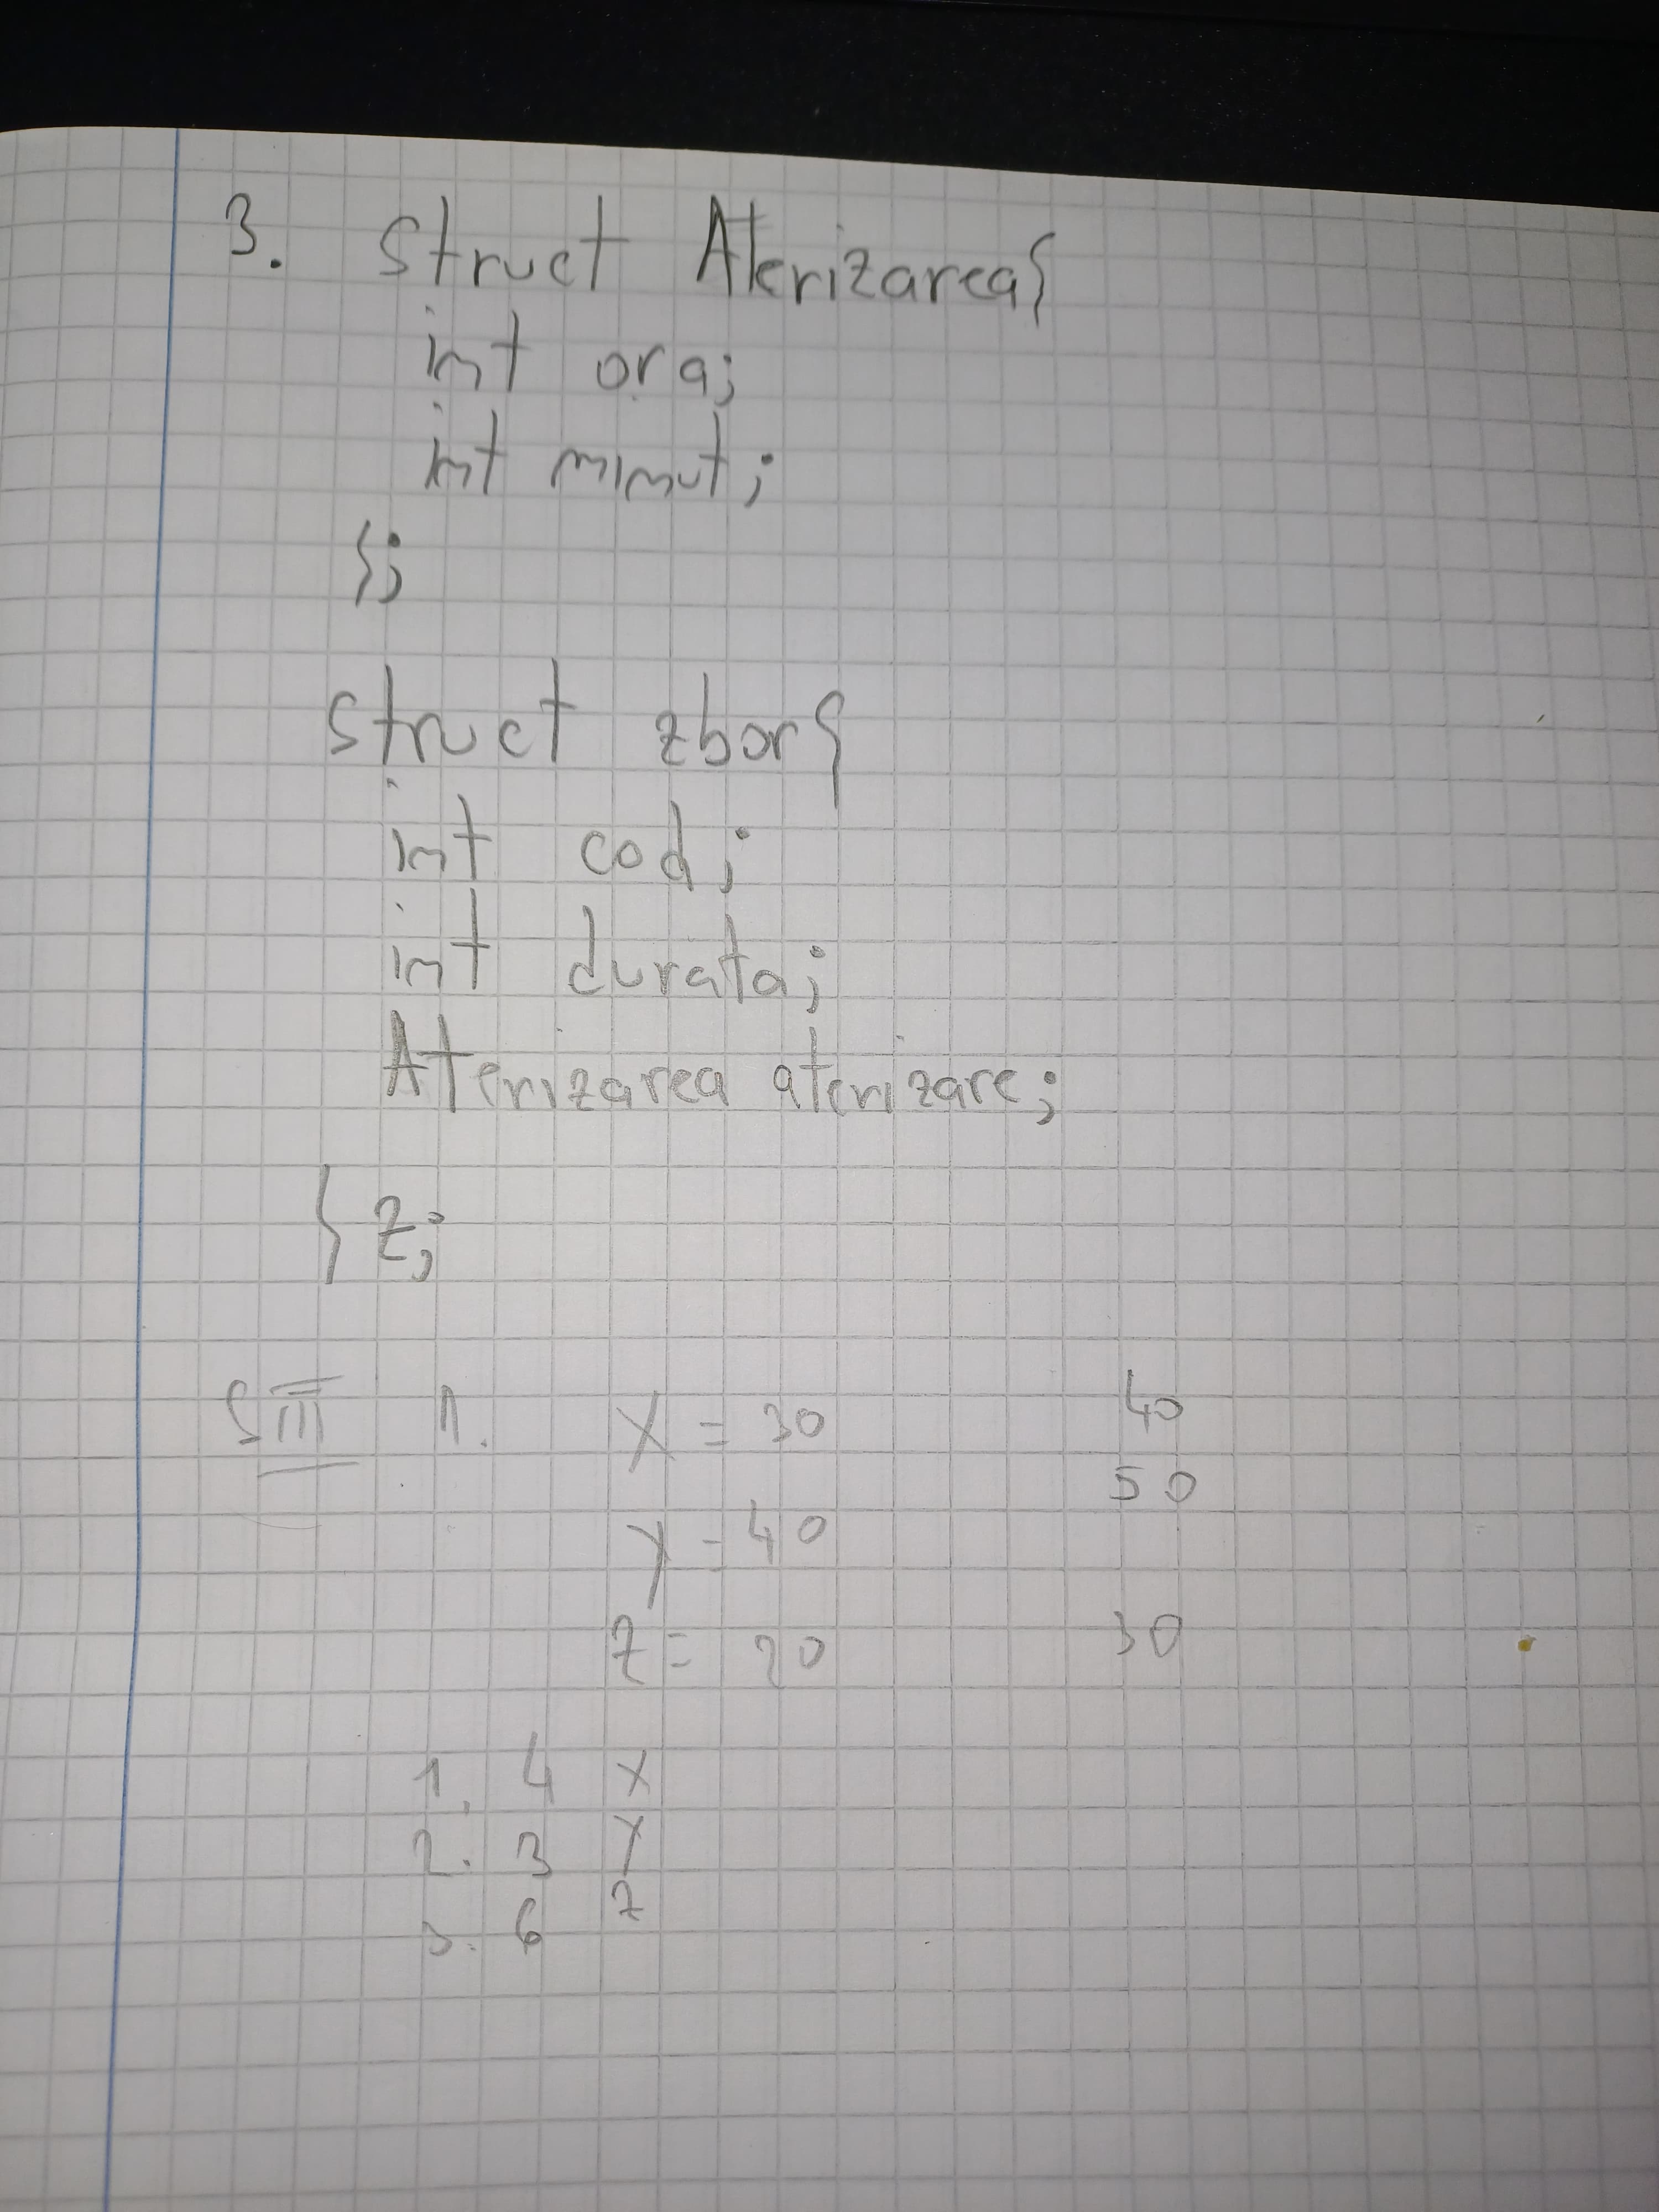 3. struct Aterizarea{
int ora;
int minut;
};
struct zbor{
int cod;
int durata;
Aterizarea aterizare;
} z;
SIII 1. X = 30 40
50
y = 40
z = 20 30
1. 4 X
2. 3 Y
3. 6 z